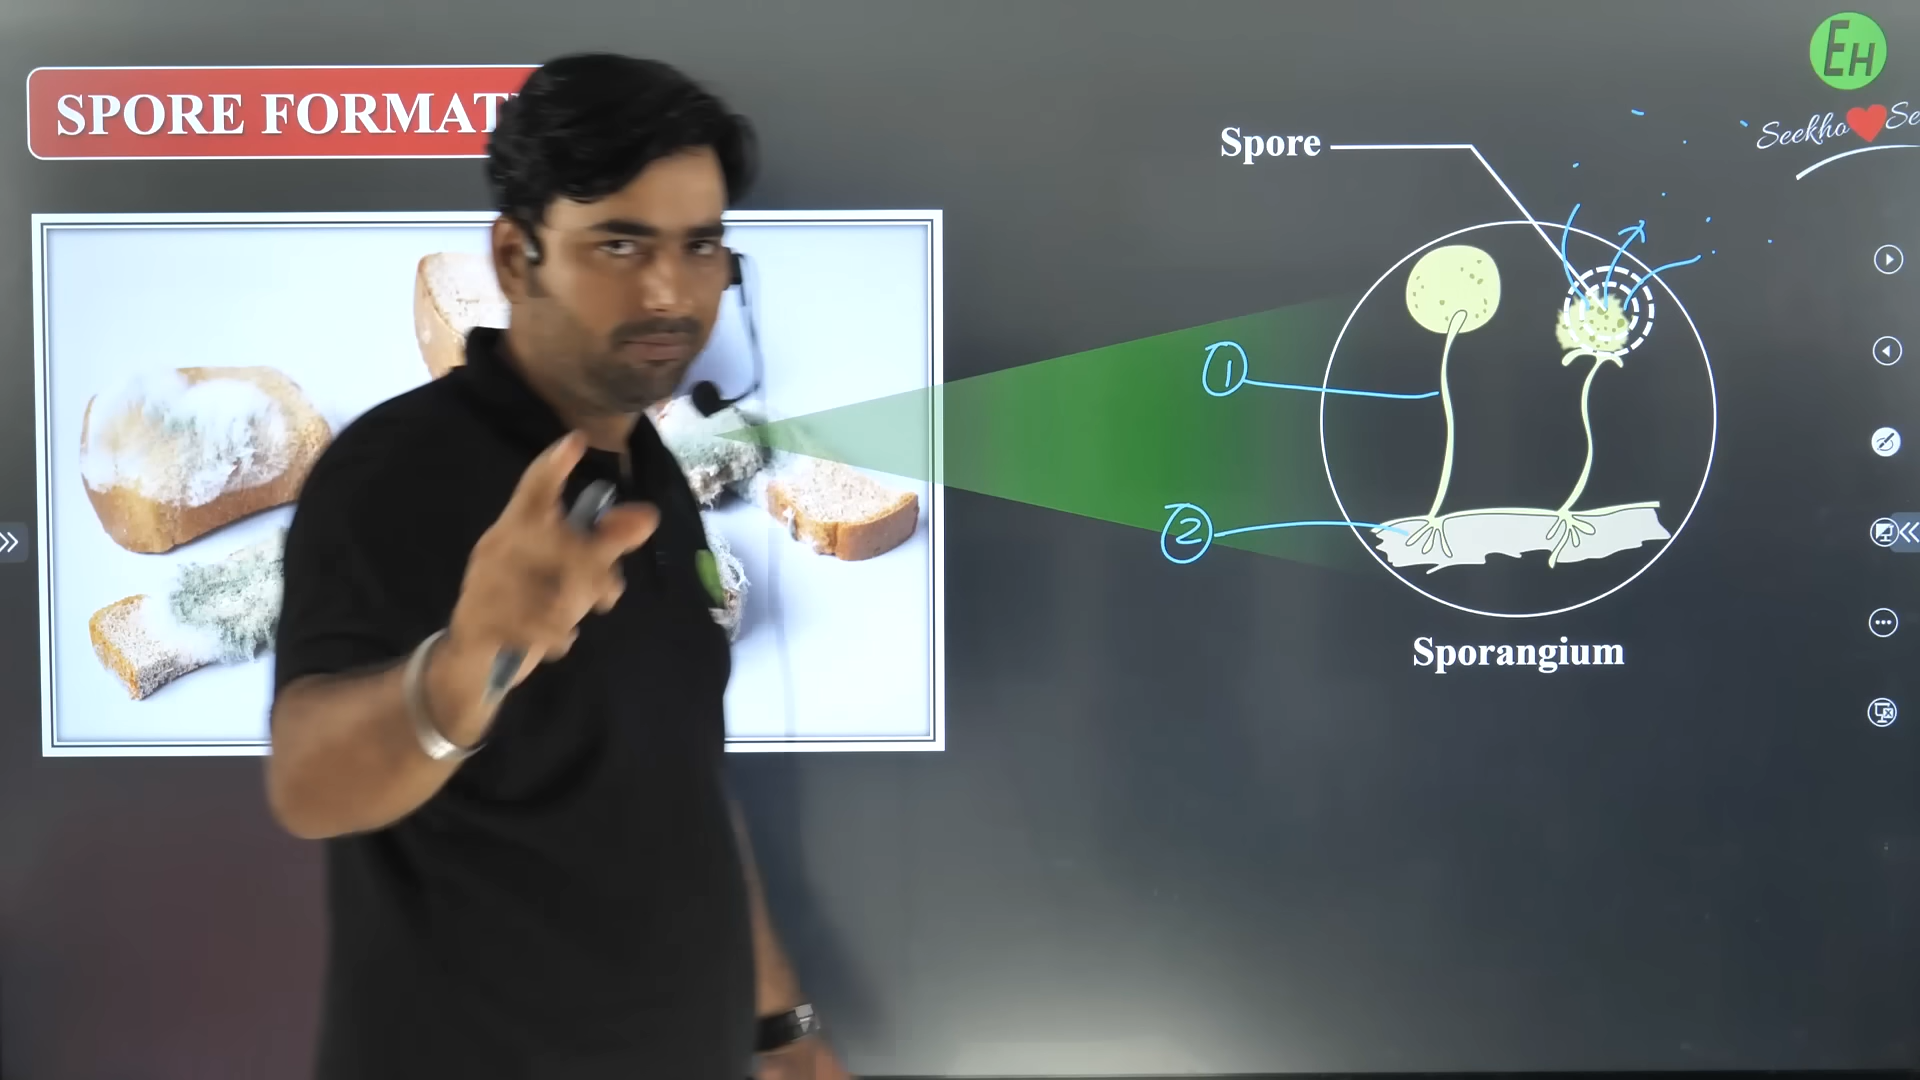 SPORE FORMAT
EH
Seekho
Spore
1
2
Sporangium